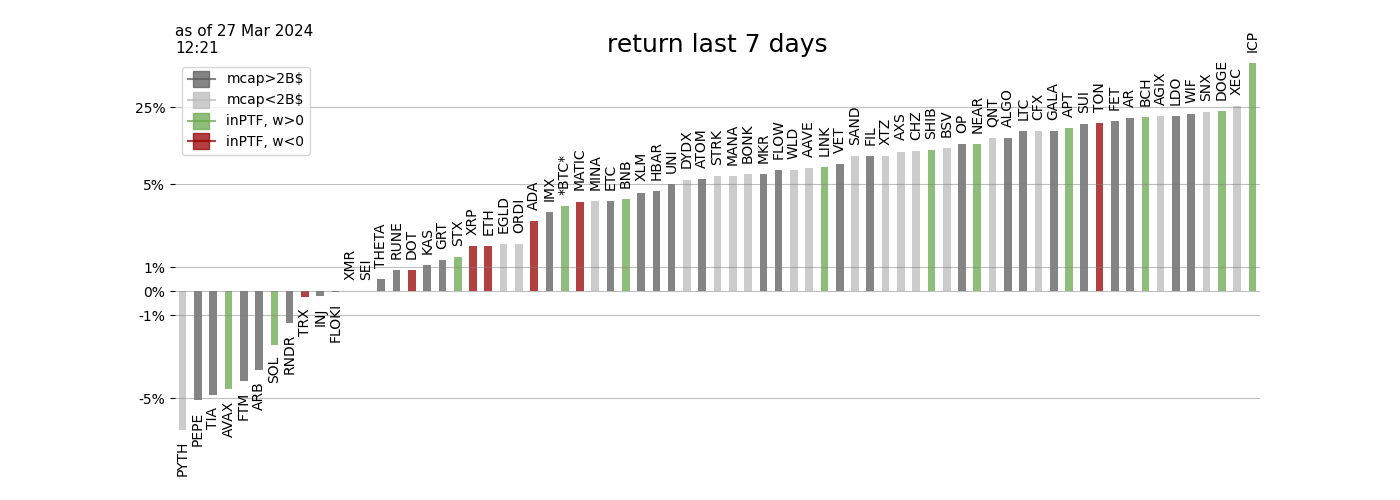 as of 27 Mar 2024
12:21
return last 7 days
mcap>2B$
mcap<2B$
inPTF, w>0
inPTF, w<0
25%
5%
1%
0%
-1%
-5%
PYTH
PEPE
TIA
AVAX
FTM
ARB
SOL
RNDR
TRX
INJ
FLOKI
XMR
SEI
THETA
RUNE
DOT
KAS
GRT
STX
XRP
ETH
EGLD
ORDI
ADA
IMX
*BTC*
MATIC
MINA
ETC
BNB
XLM
HBAR
UNI
DYDX
ATOM
STRK
MANA
BONK
MKR
FLOW
WLD
AAVE
LINK
VET
SAND
FIL
XTZ
AXS
CHZ
SHIB
BSV
OP
NEAR
QNT
ALGO
LTC
CFX
GALA
APT
SUI
TON
FET
AR
BCH
AGIX
LDO
WIF
SNX
DOGE
XEC
ICP